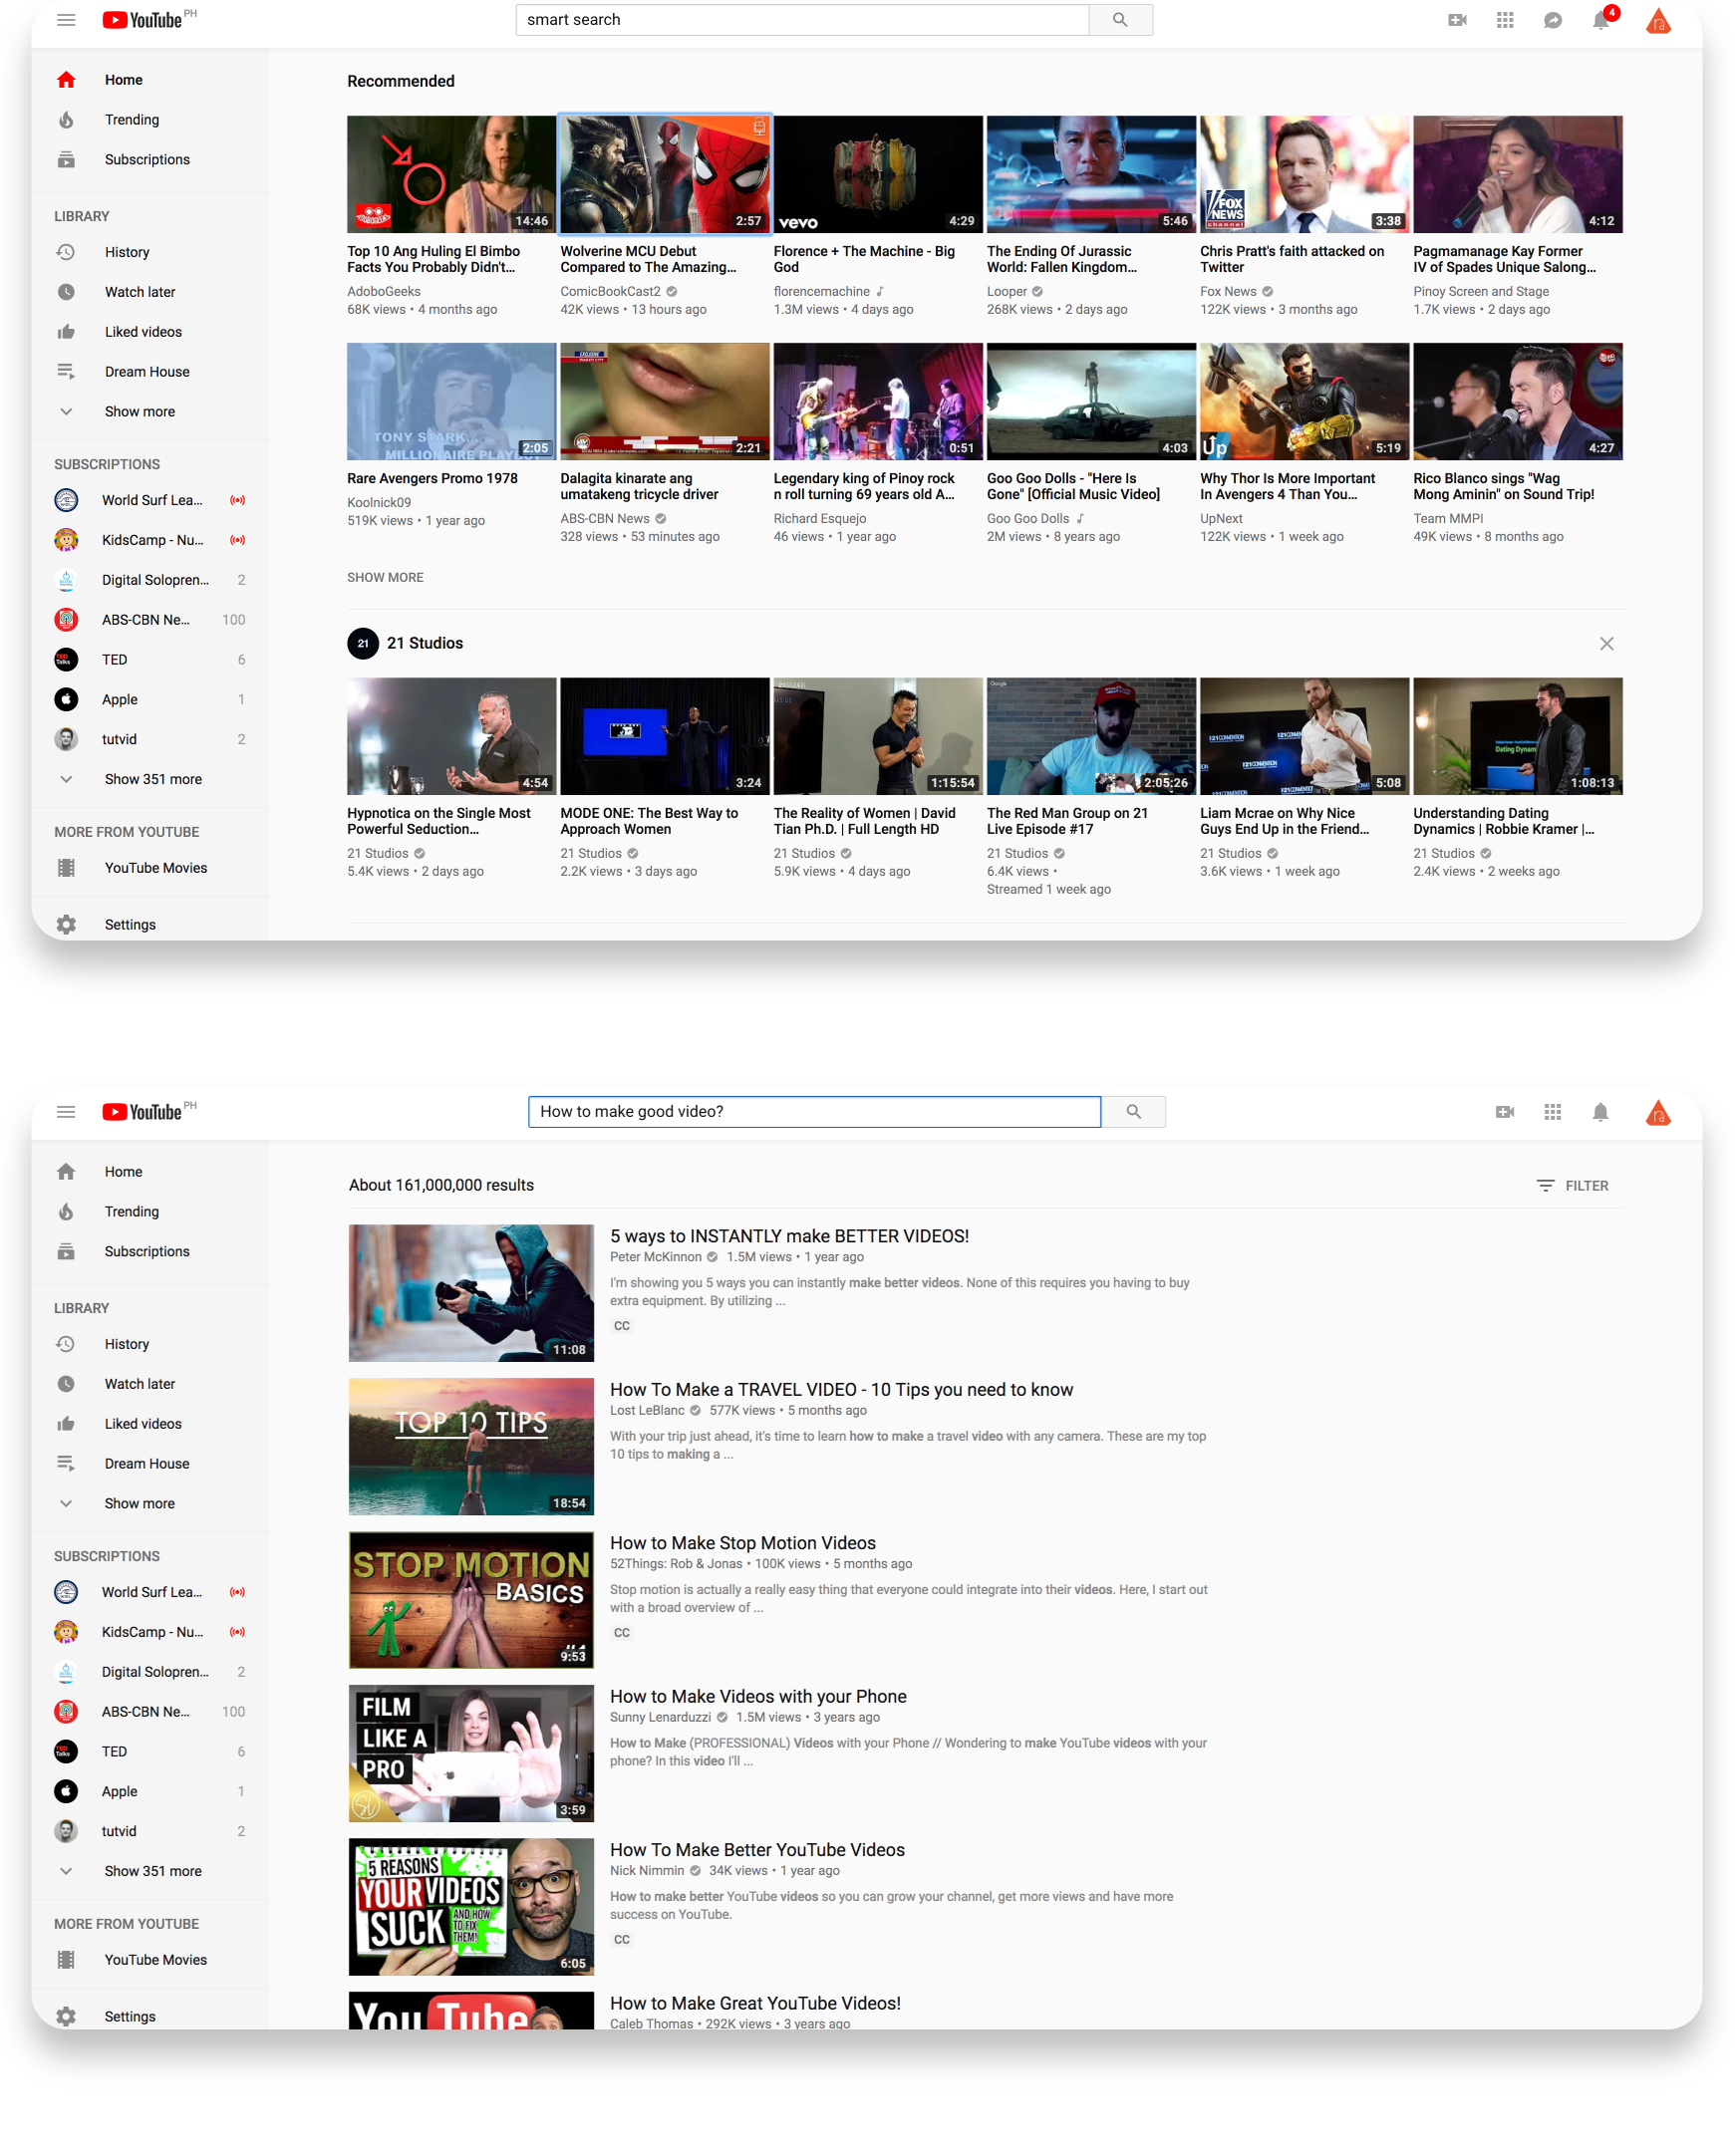 YouTube PH
smart search
4
Home
Trending
Subscriptions
LIBRARY
History
Watch later
Liked videos
Dream House
Show more
SUBSCRIPTIONS
World Surf Lea...
KidsCamp - Nu...
Digital Solopren... 2
ABS-CBN Ne... 100
TED 6
Apple 1
tutvid 2
Show 351 more
MORE FROM YOUTUBE
YouTube Movies
Settings
Recommended
14:46
2:57
vevo 4:29
5:46
FOX
NEWS
channel
3:38
4:12
Top 10 Ang Huling El Bimbo
Facts You Probably Didn't...
AdoboGeeks
68K views • 4 months ago
Wolverine MCU Debut
Compared to The Amazing...
ComicBookCast2
42K views • 13 hours ago
Florence + The Machine - Big
God
florencemachine
1.3M views • 4 days ago
The Ending Of Jurassic
World: Fallen Kingdom...
Looper
268K views • 2 days ago
Chris Pratt's faith attacked on
Twitter
Fox News
122K views • 3 months ago
Pagmamanage Kay Former
IV of Spades Unique Salong...
Pinoy Screen and Stage
1.7K views • 2 days ago
TONY STARK...
MILLIONAIRE PLAYBOY
2:05
EXCLUSIVE
2:21
0:51
4:03
Up
5:19
4:27
Rare Avengers Promo 1978
Koolnick09
519K views • 1 year ago
Dalagita kinarate ang
umatakeng tricycle driver
ABS-CBN News
328 views • 53 minutes ago
Legendary king of Pinoy rock
n roll turning 69 years old A...
Richard Esquejo
46 views • 1 year ago
Goo Goo Dolls - "Here Is
Gone" [Official Music Video]
Goo Goo Dolls
2M views • 8 years ago
Why Thor Is More Important
In Avengers 4 Than You...
UpNext
122K views • 1 week ago
Rico Blanco sings "Wag
Mong Aminin" on Sound Trip!
Team MMPI
49K views • 8 months ago
SHOW MORE
21
21 Studios
4:54
3:24
1:15:54
Google
2:05:26
5:08
Dating Dynam
1:08:13
Hypnotica on the Single Most
Powerful Seduction...
21 Studios
5.4K views • 2 days ago
MODE ONE: The Best Way to
Approach Women
21 Studios
2.2K views • 3 days ago
The Reality of Women | David
Tian Ph.D. | Full Length HD
21 Studios
5.9K views • 4 days ago
The Red Man Group on 21
Live Episode #17
21 Studios
6.4K views •
Streamed 1 week ago
Liam Mcrae on Why Nice
Guys End Up in the Friend...
21 Studios
3.6K views • 1 week ago
Understanding Dating
Dynamics | Robbie Kramer |...
21 Studios
2.4K views • 2 weeks ago
YouTube PH
How to make good video?
Home
Trending
Subscriptions
LIBRARY
History
Watch later
Liked videos
Dream House
Show more
SUBSCRIPTIONS
World Surf Lea...
KidsCamp - Nu...
Digital Solopren... 2
ABS-CBN Ne... 100
TED 6
Apple 1
tutvid 2
Show 351 more
MORE FROM YOUTUBE
YouTube Movies
Settings
About 161,000,000 results
FILTER
11:08
5 ways to INSTANTLY make BETTER VIDEOS!
Peter McKinnon 1.5M views • 1 year ago
I'm showing you 5 ways you can instantly make better videos. None of this requires you having to buy
extra equipment. By utilizing ...
CC
TOP 10 TIPS
18:54
How To Make a TRAVEL VIDEO - 10 Tips you need to know
Lost LeBlanc 577K views • 5 months ago
With your trip just ahead, it's time to learn how to make a travel video with any camera. These are my top
10 tips to making a ...
STOP MOTION
BASICS
#1
9:53
How to Make Stop Motion Videos
52Things: Rob & Jonas • 100K views • 5 months ago
Stop motion is actually a really easy thing that everyone could integrate into their videos. Here, I start out
with a broad overview of ...
CC
FILM
LIKE A
PRO
3:59
How to Make Videos with your Phone
Sunny Lenarduzzi 1.5M views • 3 years ago
How to Make (PROFESSIONAL) Videos with your Phone // Wondering to make YouTube videos with your
phone? In this video I'll ...
5 REASONS
YOUR VIDEOS
SUCK
AND HOW
TO FIX
THEM!
6:05
How To Make Better YouTube Videos
Nick Nimmin 34K views • 1 year ago
How to make better YouTube videos so you can grow your channel, get more views and have more
success on YouTube.
CC
YouTube
How to Make Great YouTube Videos!
Caleb Thomas • 292K views • 3 years ago